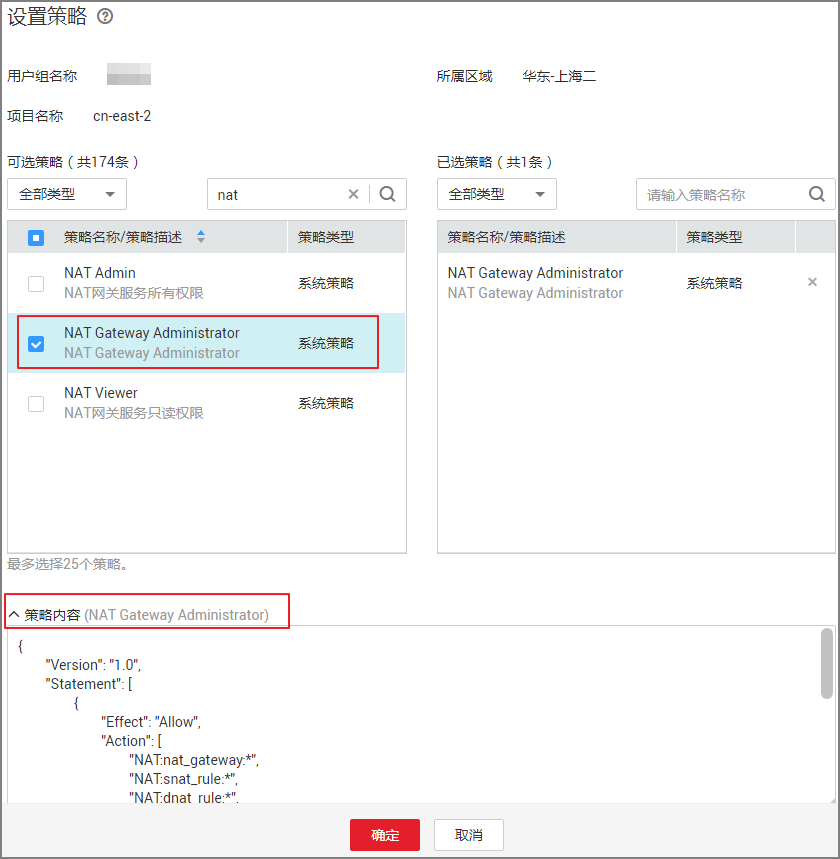 设置策略 ?
用户组名称
所属区域 华东-上海二
项目名称 cn-east-2
可选策略（共174条）
全部类型
nat
策略名称/策略描述 策略类型
NAT Admin
NAT网关服务所有权限
系统策略
NAT Gateway Administrator
NAT Gateway Administrator
系统策略
NAT Viewer
NAT网关服务只读权限
系统策略
最多选择25个策略。
已选策略（共1条）
全部类型
请输入策略名称
策略名称/策略描述 策略类型
NAT Gateway Administrator
NAT Gateway Administrator
系统策略
策略内容 (NAT Gateway Administrator)
{
"Version": "1.0",
"Statement": [
{
"Effect": "Allow",
"Action": [
"NAT:nat_gateway:*",
"NAT:snat_rule:*",
"NAT:dnat_rule:*",
确定
取消